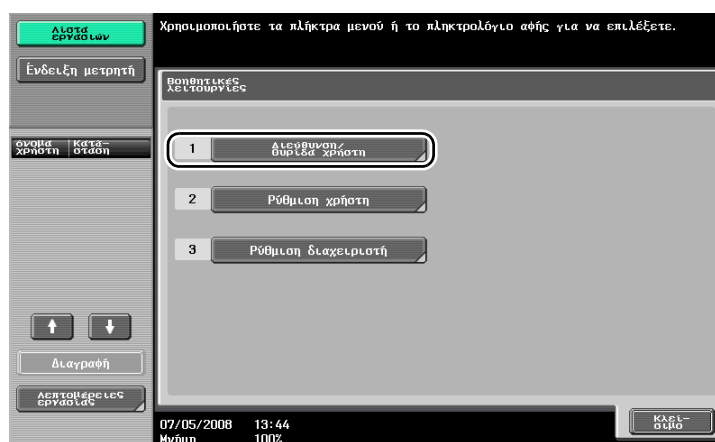 Λίστα
εργασιών
Χρησιμοποιήστε τα πλήκτρα μενού ή το πληκτρολόγιο αφής για να επιλέξετε.
Ένδειξη μετρητή
Βοηθητικές
λειτουργίες
όνομα Κατά-
χρήστη σταση
1 Διεύθυνση/
θυρίδα χρήστη
2 Ρύθμιση χρήστη
3 Ρύθμιση διαχειριστή
Διαγραφή
Λεπτομέρειες
εργασίας
07/05/2008 13:44
Μνήμη 100%
Κλεί-
σιμο